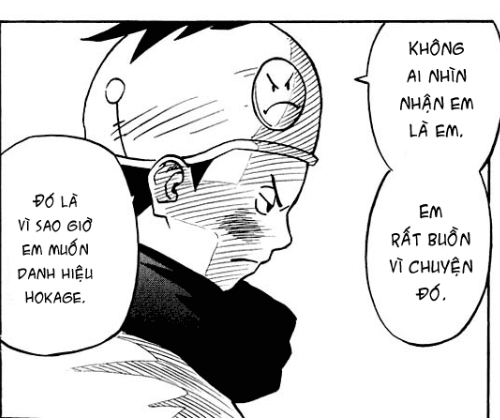 KHÔNG
AI NHÌN
NHẬN EM
LÀ EM.
EM
RẤT BUỒN
VÌ CHUYỆN
ĐÓ.
ĐÓ LÀ
VÌ SAO GIỜ
EM MUỐN
DANH HIỆU
HOKAGE.